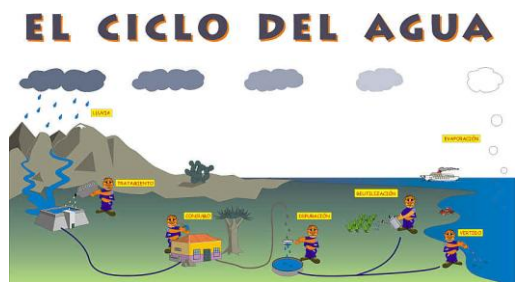 EL CICLO DEL AGUA
LLUVIA
EVAPORACIÓN
TRATAMIENTO
REUTILIZACIÓN
CONSUMO
DEPURACIÓN
VERTIDO